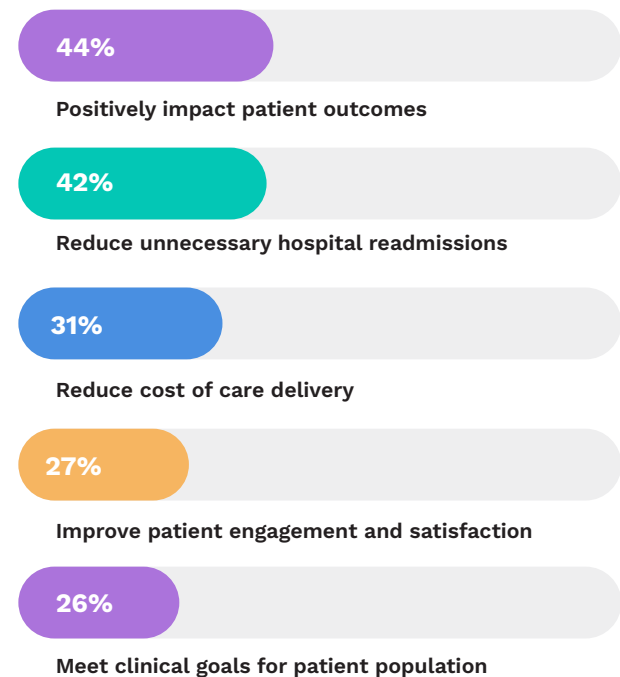 44%
Positively impact patient outcomes
42%
Reduce unnecessary hospital readmissions
31%
Reduce cost of care delivery
27%
Improve patient engagement and satisfaction
26%
Meet clinical goals for patient population